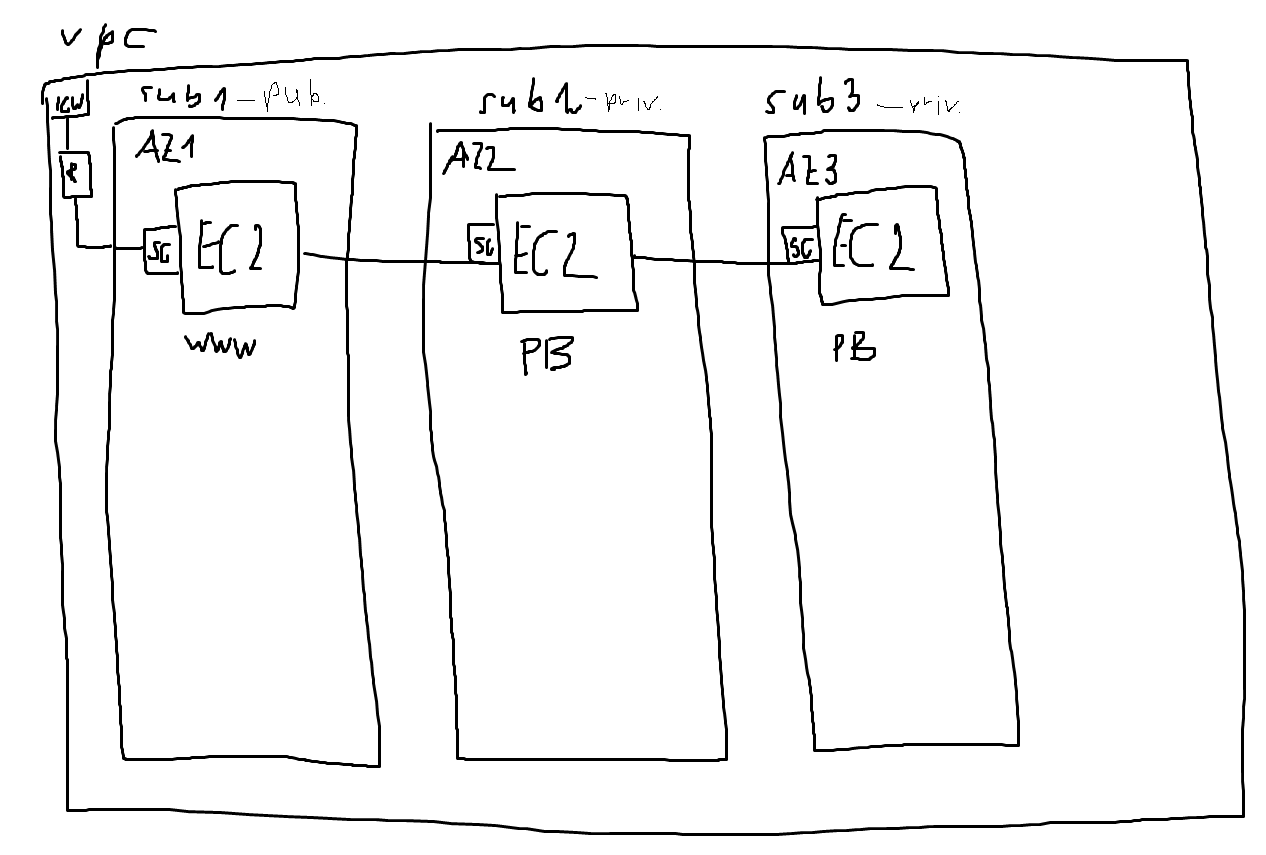 vpc
IGW
sub1 - pub.
sub2 - priv.
sub3 - priv.
R
AZ1
AZ2
AZ3
SG
EC2
SG
EC2
SG
EC2
WWW
PB
PB